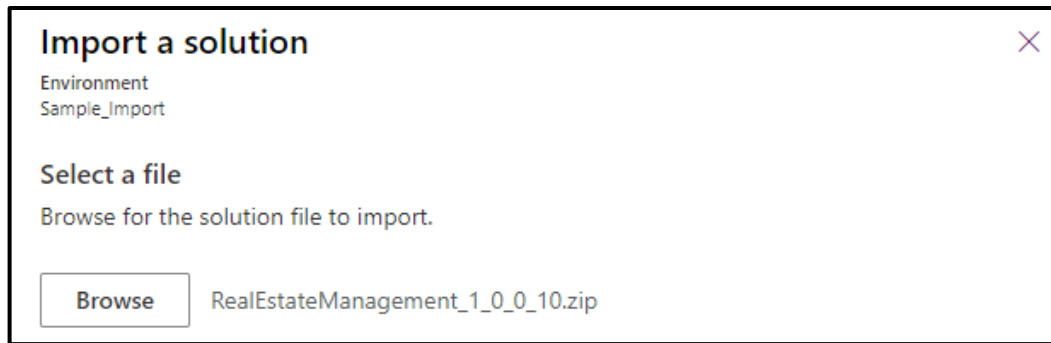 Import a solution
Environment
Sample_Import
Select a file
Browse for the solution file to import.
Browse RealEstateManagement_1_0_0_10.zip